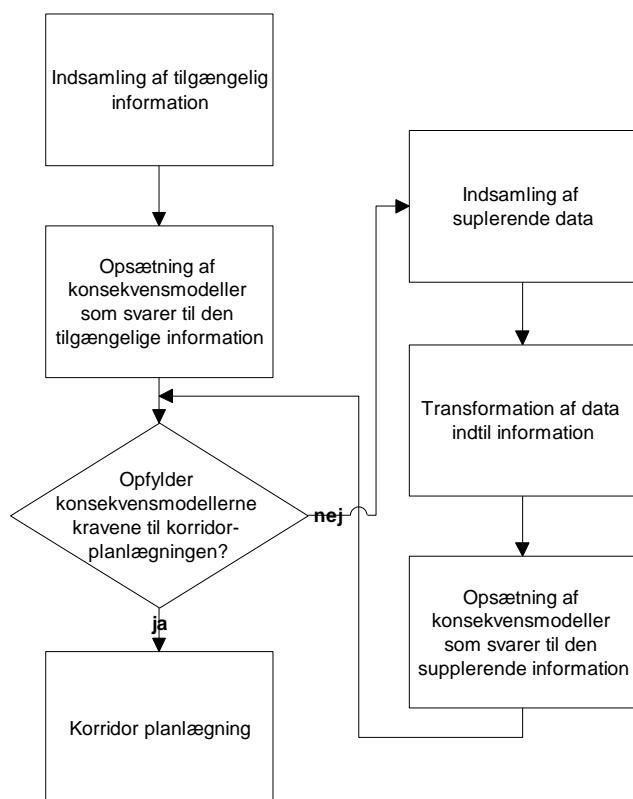 Indsamling af tilgængelig
information
Opsætning af
konsekvensmodeller
som svarer til den
tilgængelige information
Opfylder
konsekvensmodellerne
kravene til korridor-
planlægningen?
nej
ja
Korridor planlægning
Indsamling af
suplerende data
Transformation af data
indtil information
Opsætning af
konsekvensmodeller
som svarer til den
supplerende information